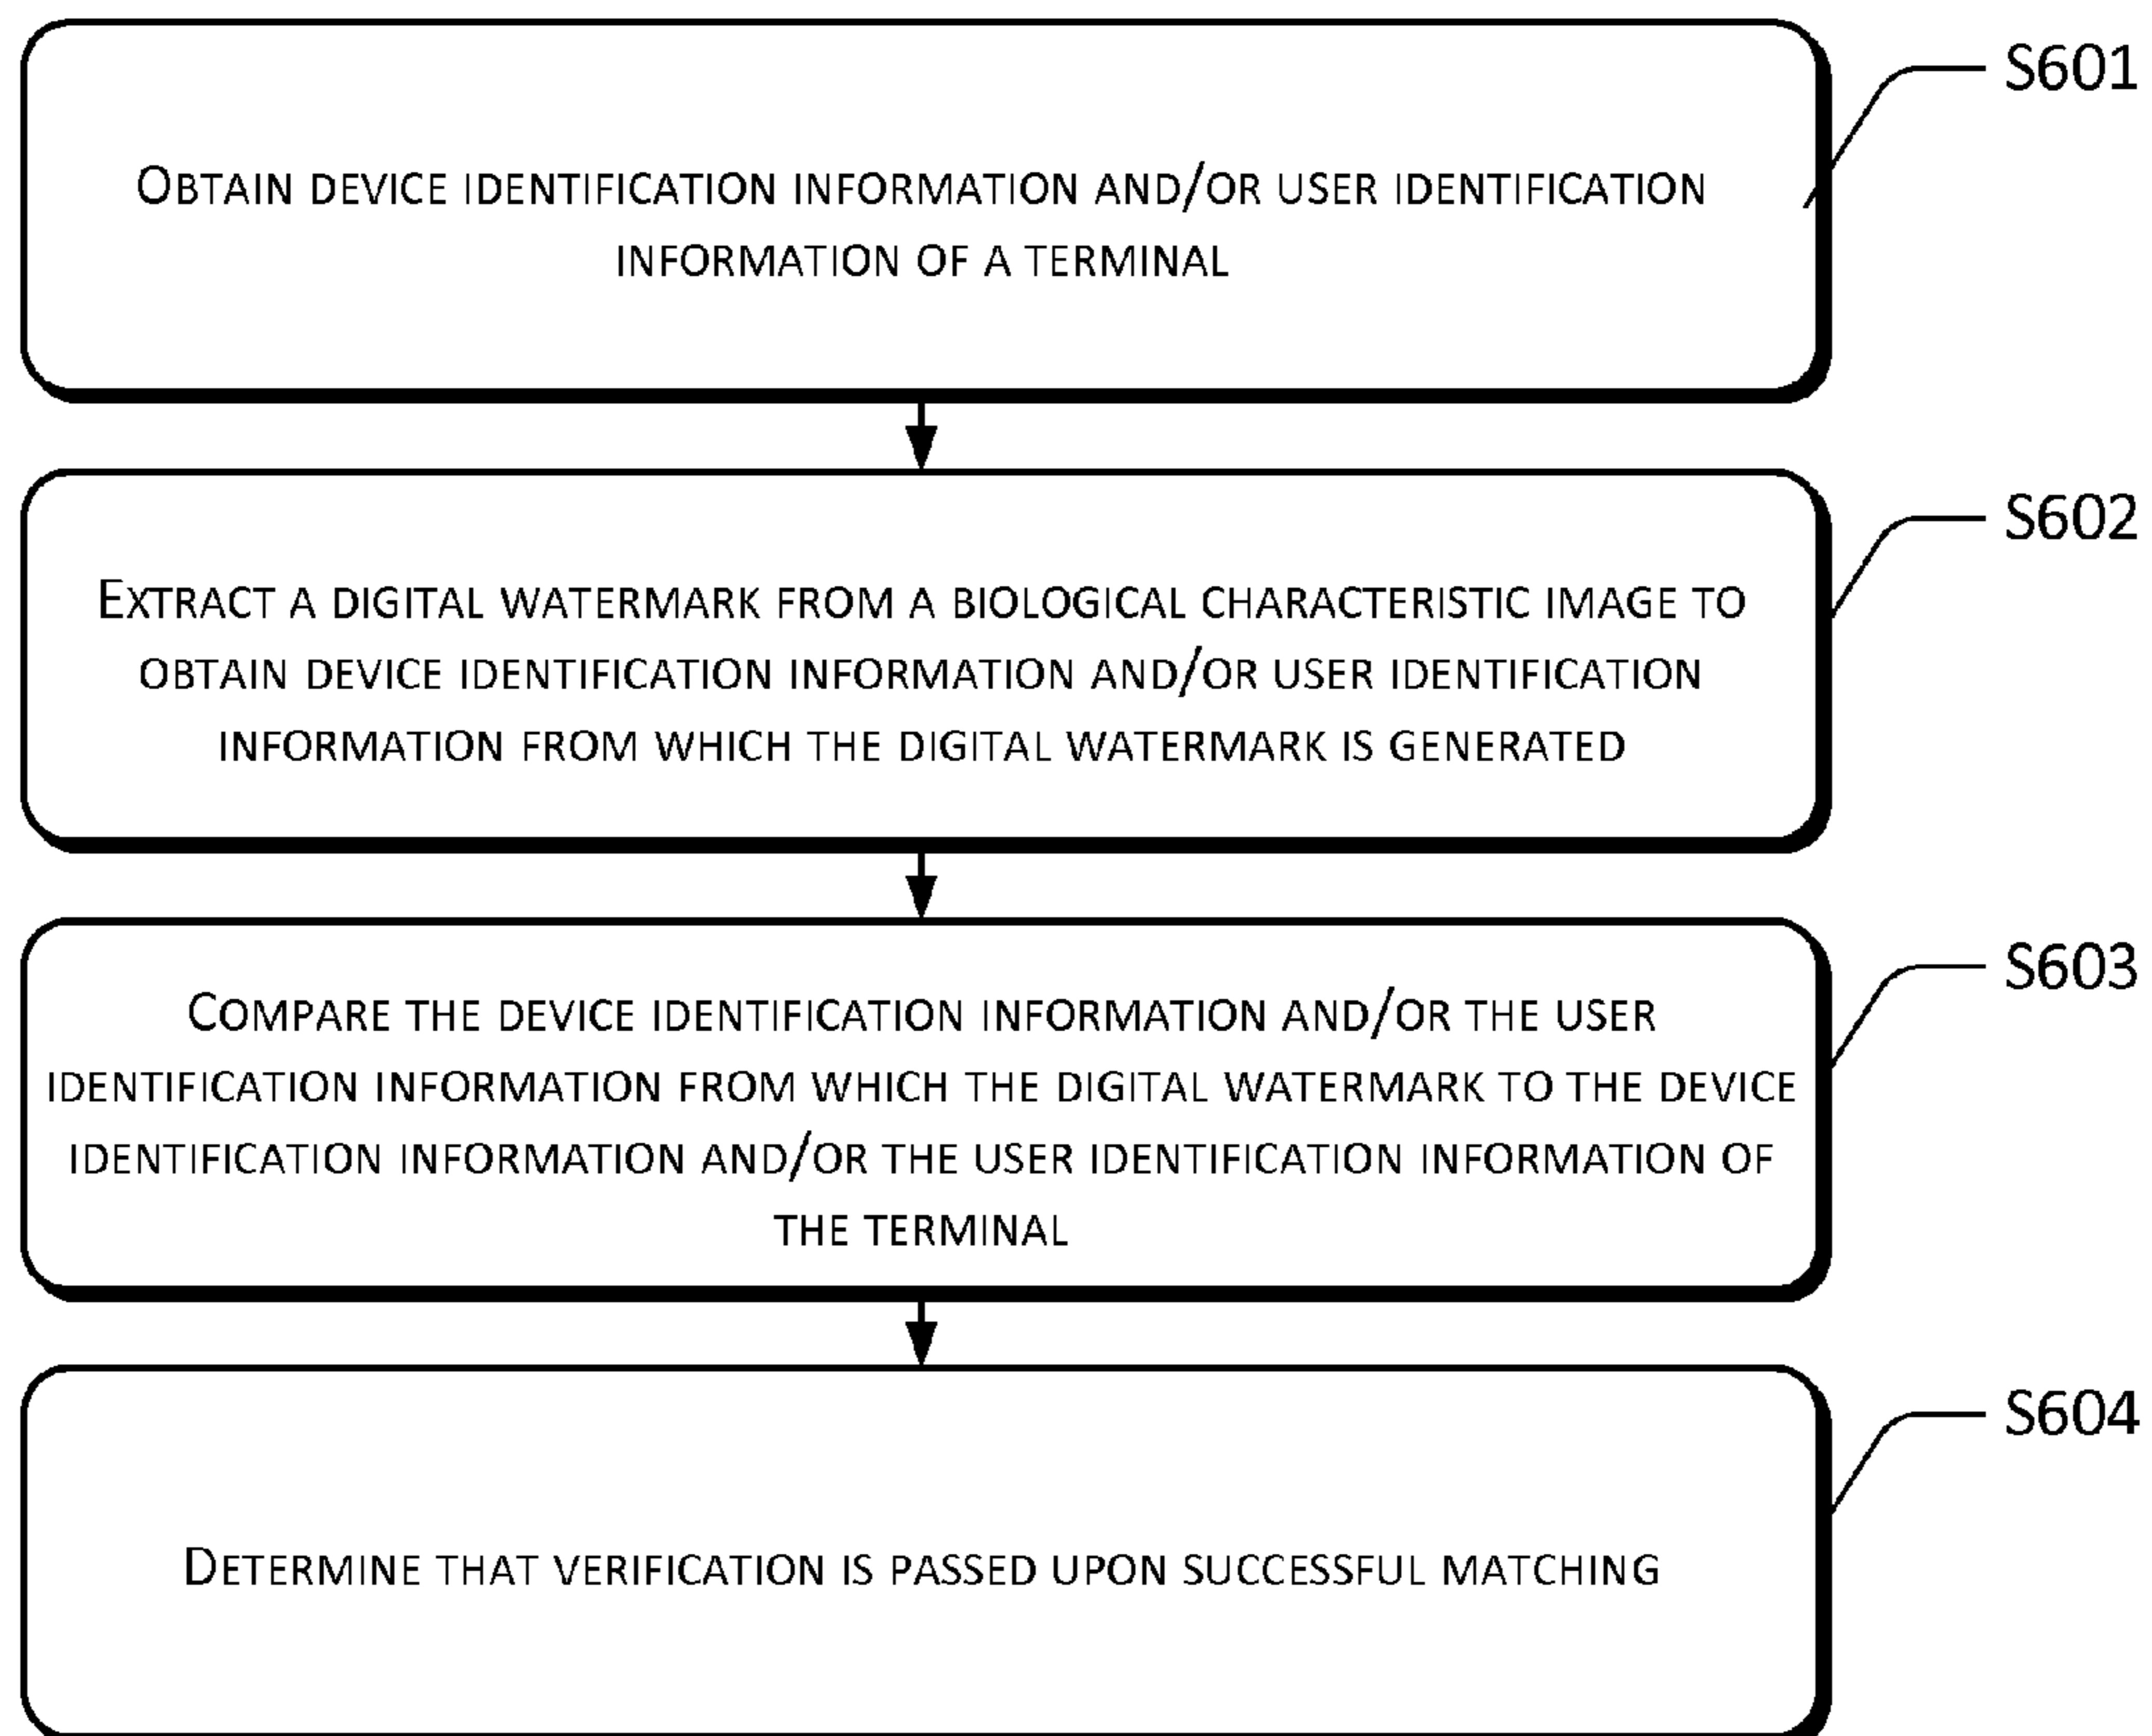 S601
OBTAIN DEVICE IDENTIFICATION INFORMATION AND/OR USER IDENTIFICATION
INFORMATION OF A TERMINAL
S602
EXTRACT A DIGITAL WATERMARK FROM A BIOLOGICAL CHARACTERISTIC IMAGE TO
OBTAIN DEVICE IDENTIFICATION INFORMATION AND/OR USER IDENTIFICATION
INFORMATION FROM WHICH THE DIGITAL WATERMARK IS GENERATED
S603
COMPARE THE DEVICE IDENTIFICATION INFORMATION AND/OR THE USER
IDENTIFICATION INFORMATION FROM WHICH THE DIGITAL WATERMARK TO THE DEVICE
IDENTIFICATION INFORMATION AND/OR THE USER IDENTIFICATION INFORMATION OF
THE TERMINAL
S604
DETERMINE THAT VERIFICATION IS PASSED UPON SUCCESSFUL MATCHING